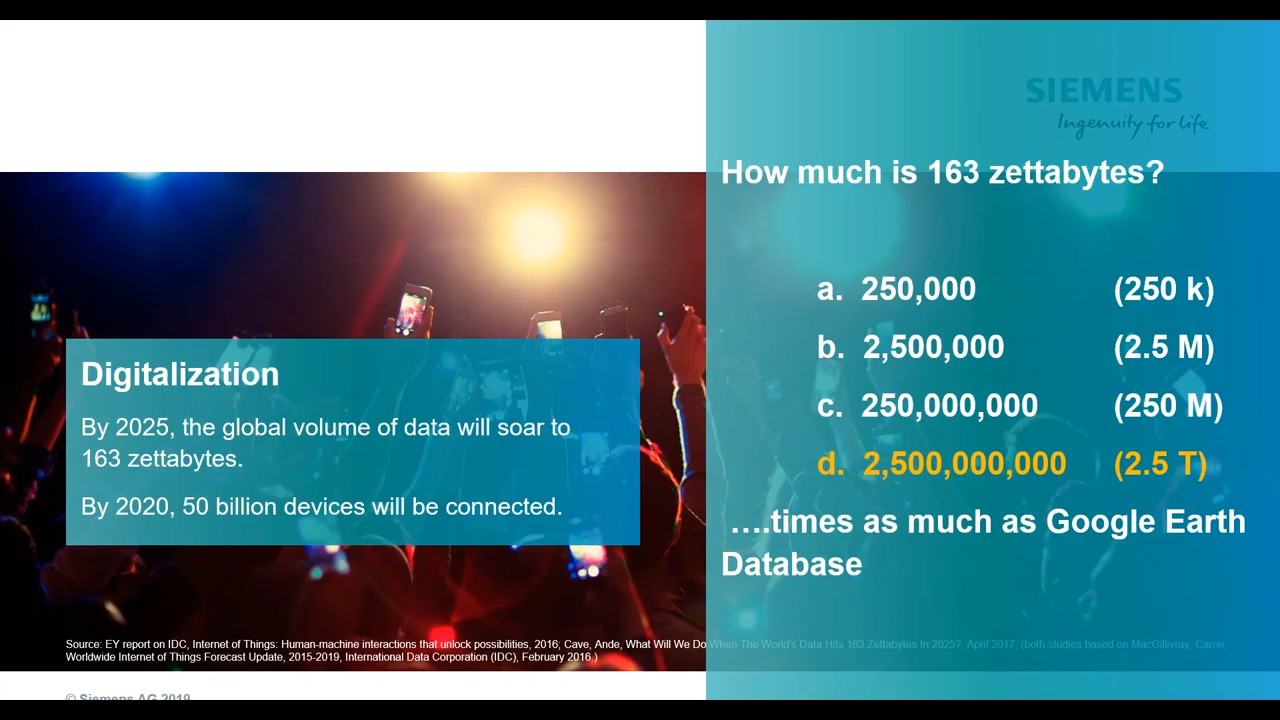 SIEMENS
Ingenuity for life
How much is 163 zettabytes?
a. 250,000 (250 k)
b. 2,500,000 (2.5 M)
c. 250,000,000 (250 M)
d. 2,500,000,000 (2.5 T)
….times as much as Google Earth
Database
Digitalization
By 2025, the global volume of data will soar to
163 zettabytes.
By 2020, 50 billion devices will be connected.
Source: EY report on IDC, Internet of Things: Human-machine interactions that unlock possibilities, 2016; Cave, Ande, What Will We Do When The World's Data Hits 163 Zettabytes In 2025?, April 2017, (both studies based on MacGillivray, Carrie,
Worldwide Internet of Things Forecast Update, 2015-2019, International Data Corporation (IDC), February 2016.)
© Siemens AG 2019